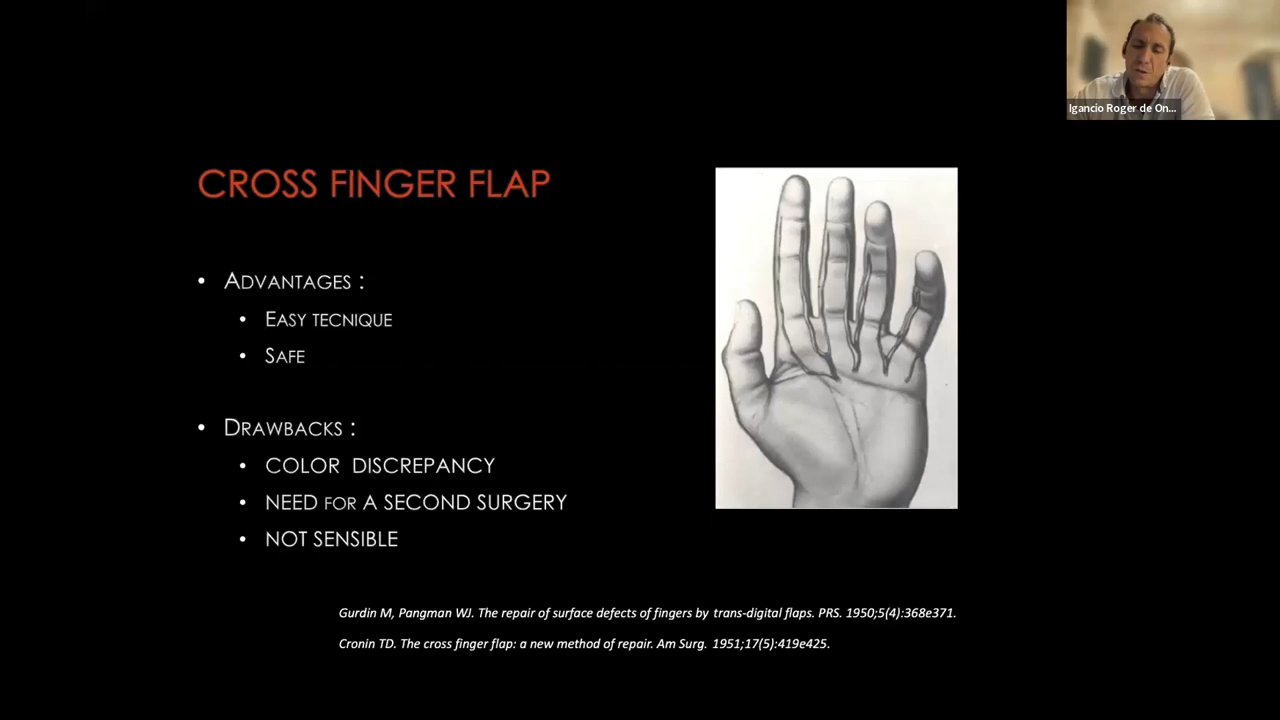 Igancio Roger de On...
CROSS FINGER FLAP
• ADVANTAGES :
• EASY TECNIQUE
• SAFE
• DRAWBACKS :
• COLOR DISCREPANCY
• NEED FOR A SECOND SURGERY
• NOT SENSIBLE
Gurdin M, Pangman WJ. The repair of surface defects of fingers by trans-digital flaps. PRS. 1950;5(4):368e371.
Cronin TD. The cross finger flap: a new method of repair. Am Surg. 1951;17(5):419e425.